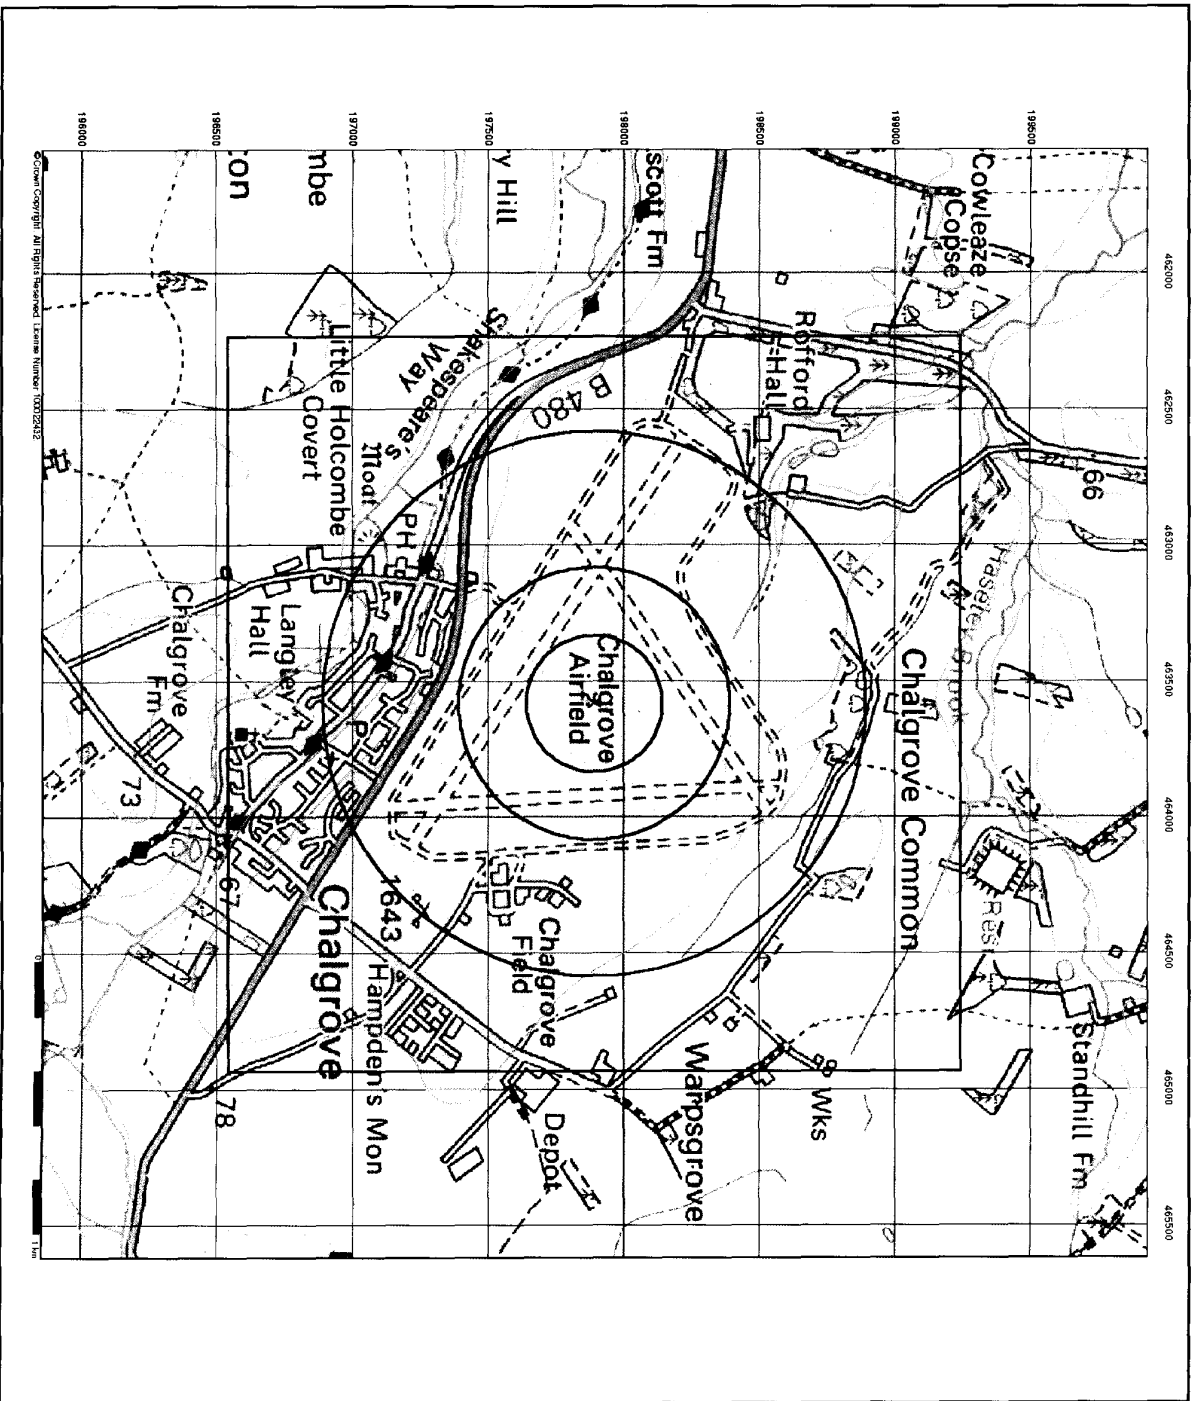 196000
196500
197000
197500
198000
198500
199000
199500
462000
462500
463000
463500
464000
464500
465000
465500
Cowleaze
Copse
66
Haseley Brook
Rofford
Hall
scott Fm
y Hill
mbe
on
B 480
Shakespeare's
Way
Little Holcombe
Covert
Moat
PH
Chalgrove
Airfield
Chalgrove Common
Langley
Hall
Chalgrove
Fm
P
73
67
Resr
Standhill Fm
Chalgrove
1643
Chalgrove
Field
Hampden's Mon
Warpsgrove
Wks
Depot
78
0
1 km
© Crown Copyright. All Rights Reserved. License Number 100022432